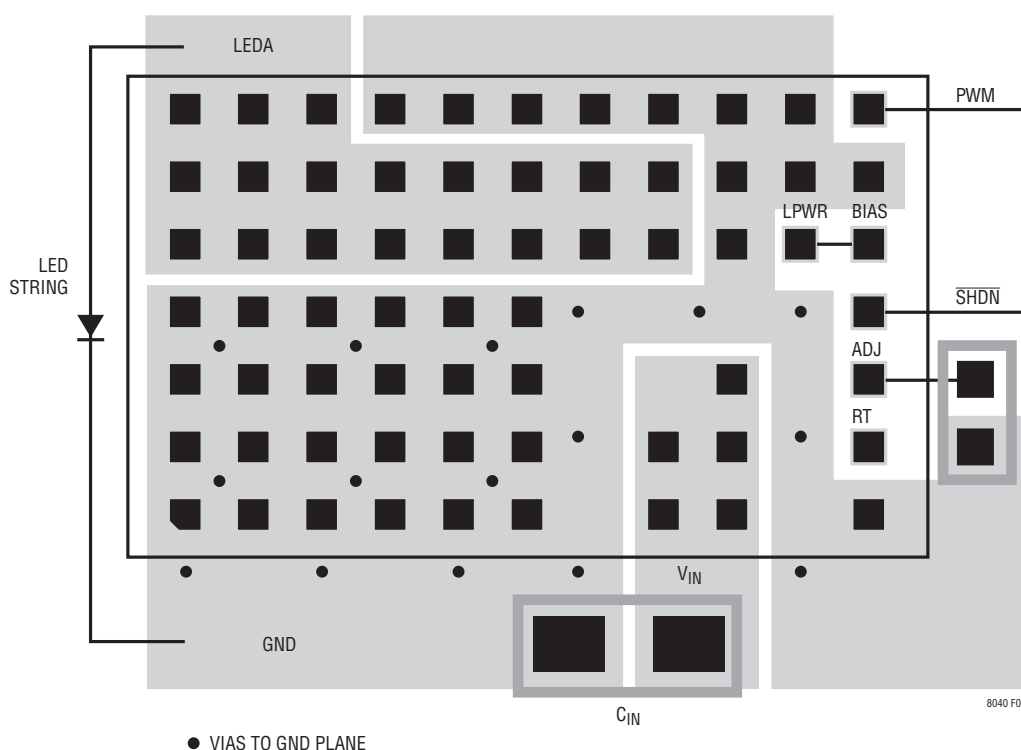 LEDA
PWM
LPWR BIAS
LED
STRING
SHDN
ADJ
RT
VIN
GND
CIN
8040 F0
VIAS TO GND PLANE